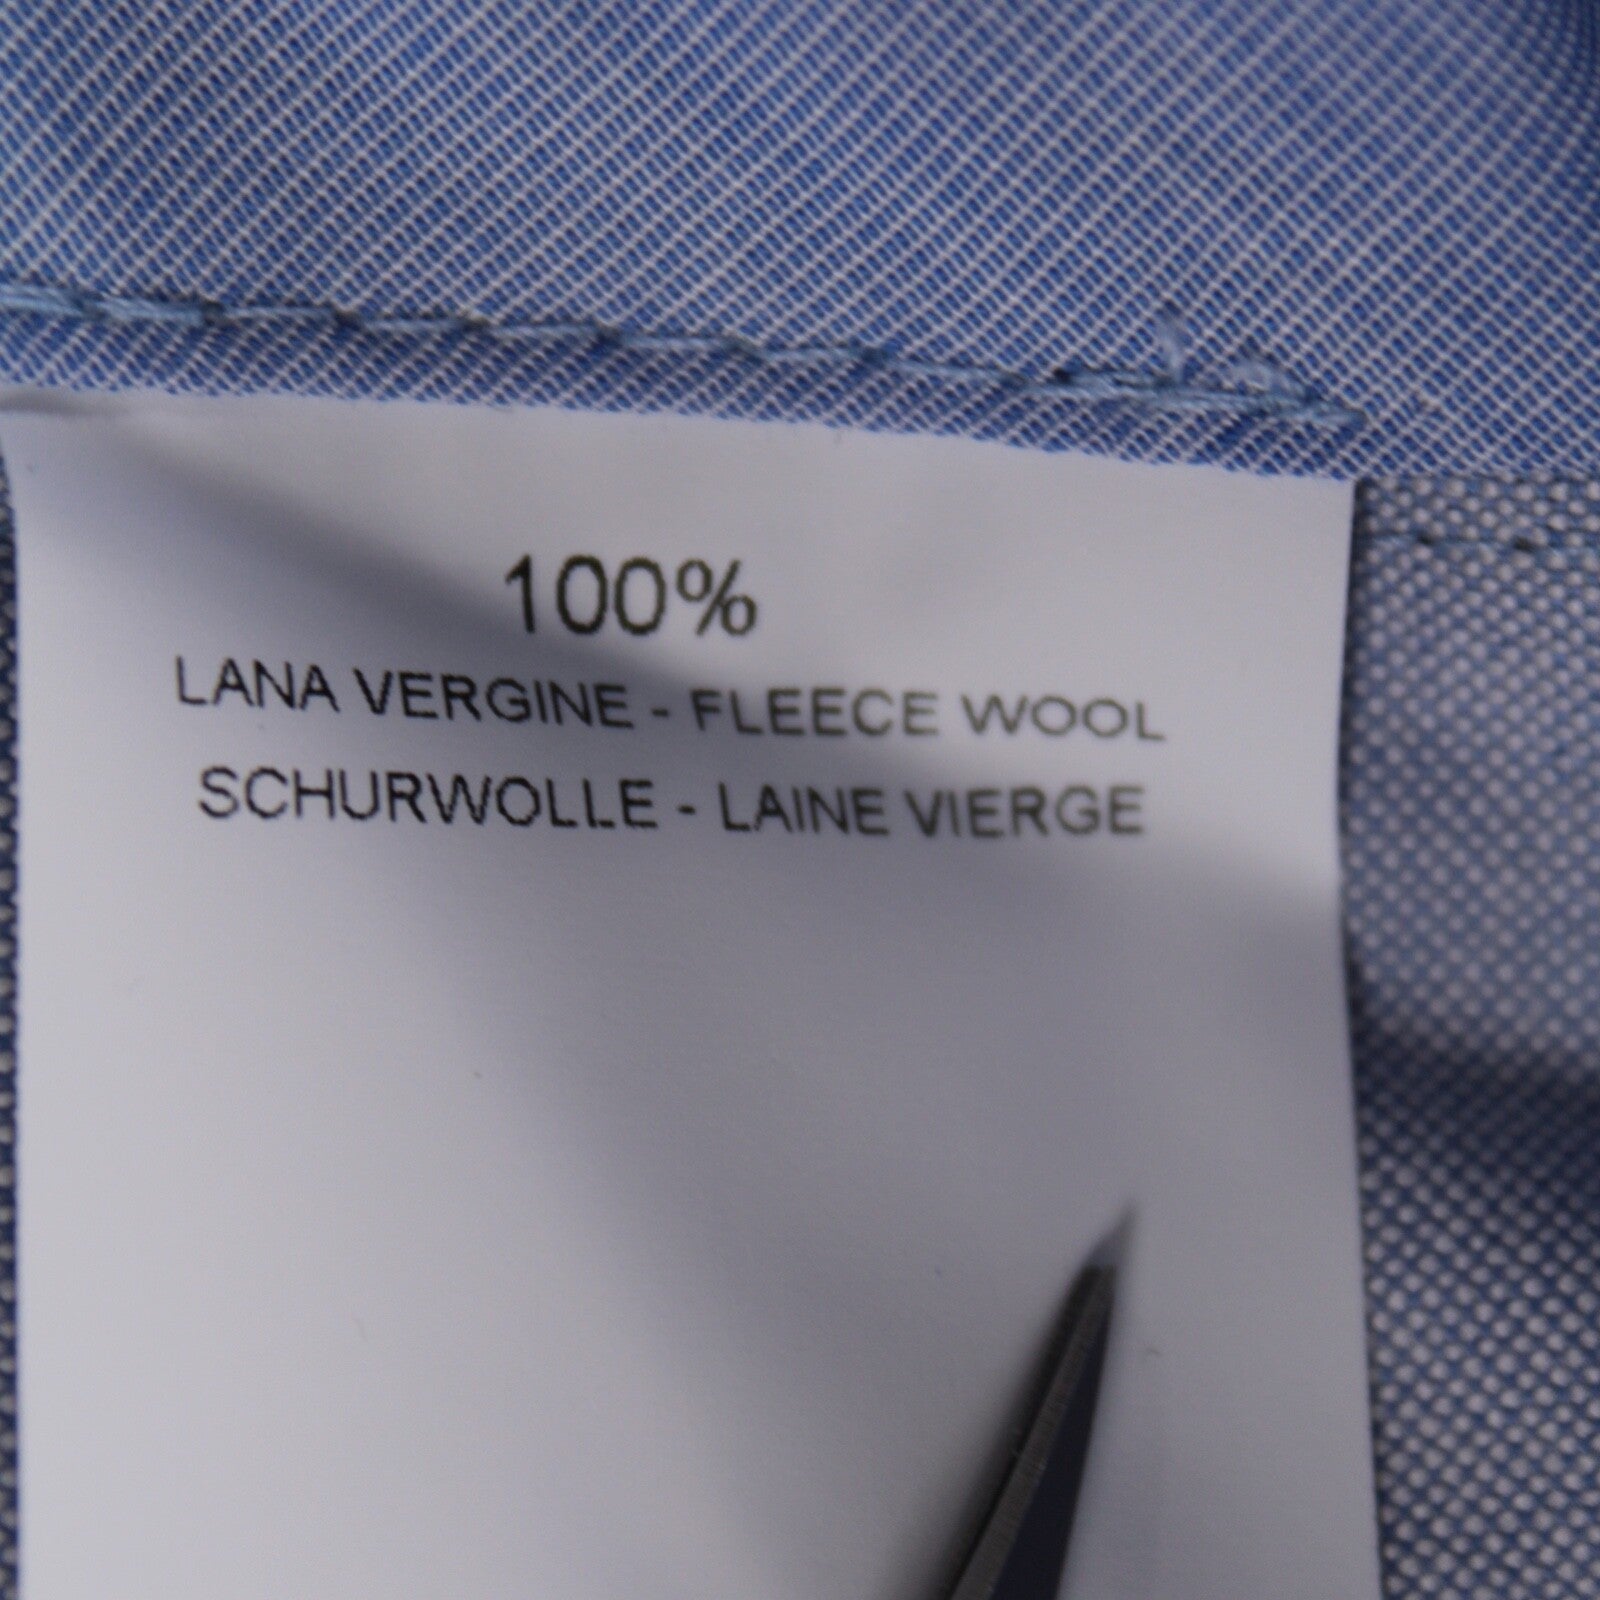 100%
LANA VERGINE - FLEECE WOOL
SCHURWOLLE - LAINE VIERGE